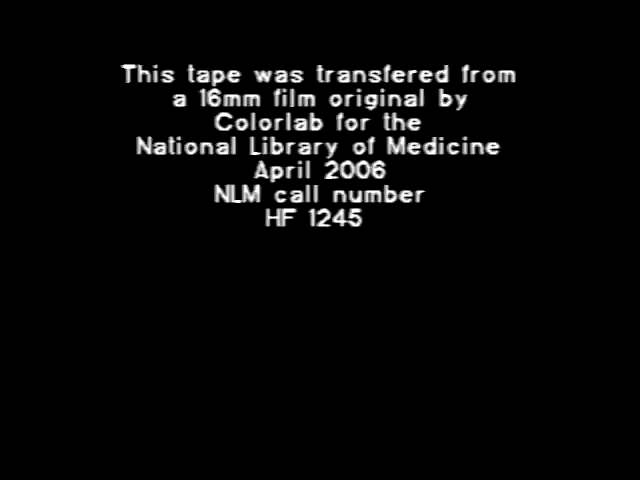 This tape was transfered from
a 16mm film original by
Colorlab for the
National Library of Medicine
April 2006
NLM call number
HF 1245